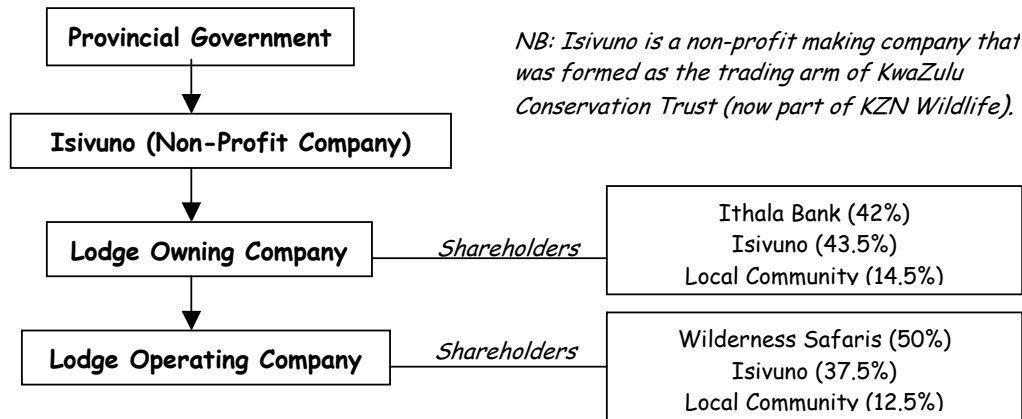 Provincial Government
NB: Isivuno is a non-profit making company that
was formed as the trading arm of KwaZulu
Conservation Trust (now part of KZN Wildlife).
Isivuno (Non-Profit Company)
Lodge Owning Company
Shareholders
Ithala Bank (42%)
Isivuno (43.5%)
Local Community (14.5%)
Lodge Operating Company
Shareholders
Wilderness Safaris (50%)
Isivuno (37.5%)
Local Community (12.5%)